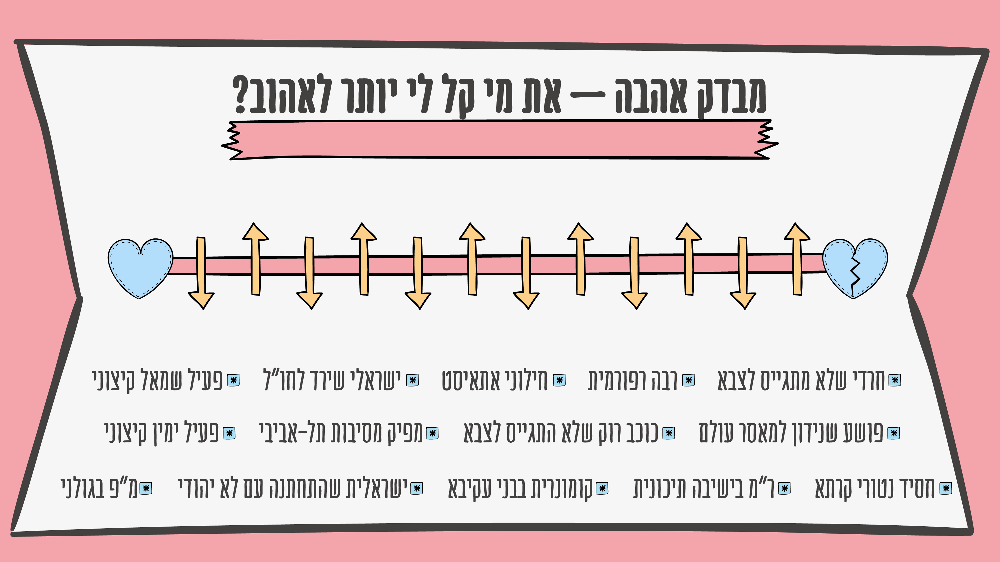 מבדק אהבה — את מי קל לי יותר לאהוב?
חרדי שלא מתגייס לצבא רבה רפורמית חילוני אתאיסט ישראלי שירד לחו"ל פעיל שמאל קיצוני
פושע שנידון למאסר עולם כוכב רוק שלא התגייס לצבא מפיק מסיבות תל-אביבי פעיל ימין קיצוני
חסיד נטורי קרתא ר"מ בישיבה תיכונית קומונרית בבני עקיבא ישראלית שהתחתנה עם לא יהודי מ"פ בגולני